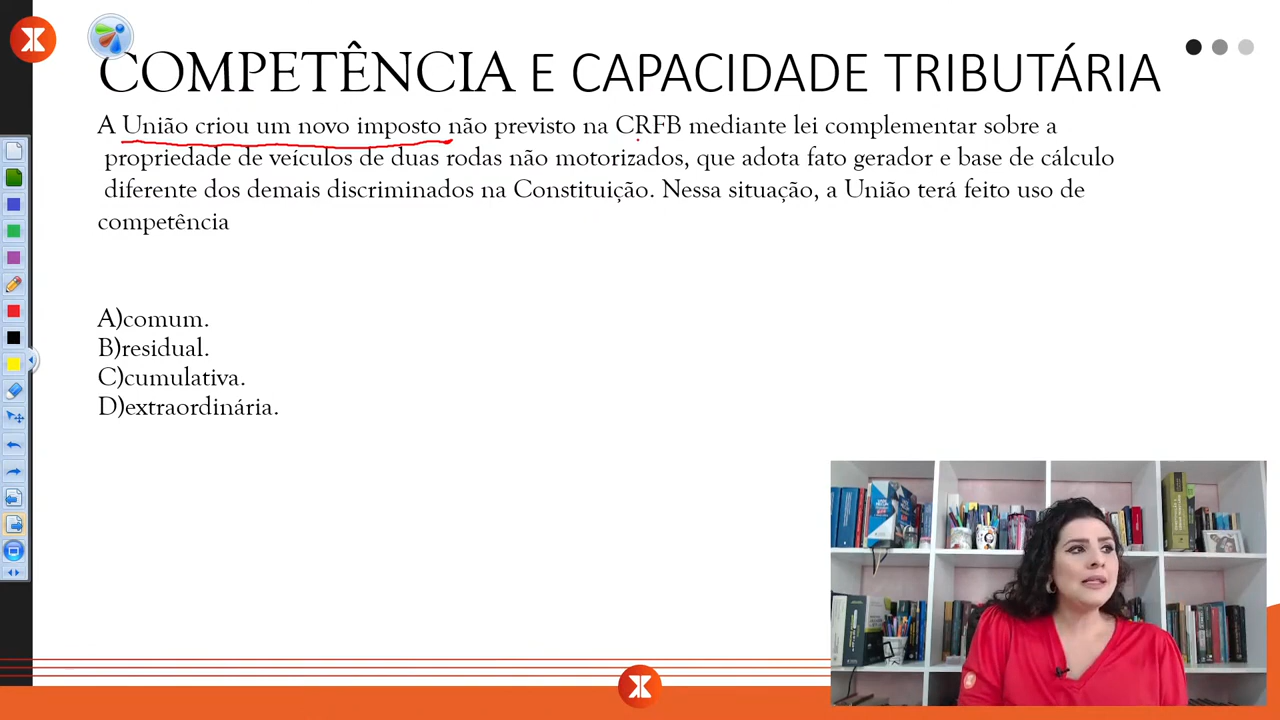 COMPETÊNCIA E CAPACIDADE TRIBUTÁRIA
A União criou um novo imposto não previsto na CRFB mediante lei complementar sobre a
propriedade de veículos de duas rodas não motorizados, que adota fato gerador e base de cálculo
diferente dos demais discriminados na Constituição. Nessa situação, a União terá feito uso de
competência
A)comum.
B)residual.
C)cumulativa.
D)extraordinária.